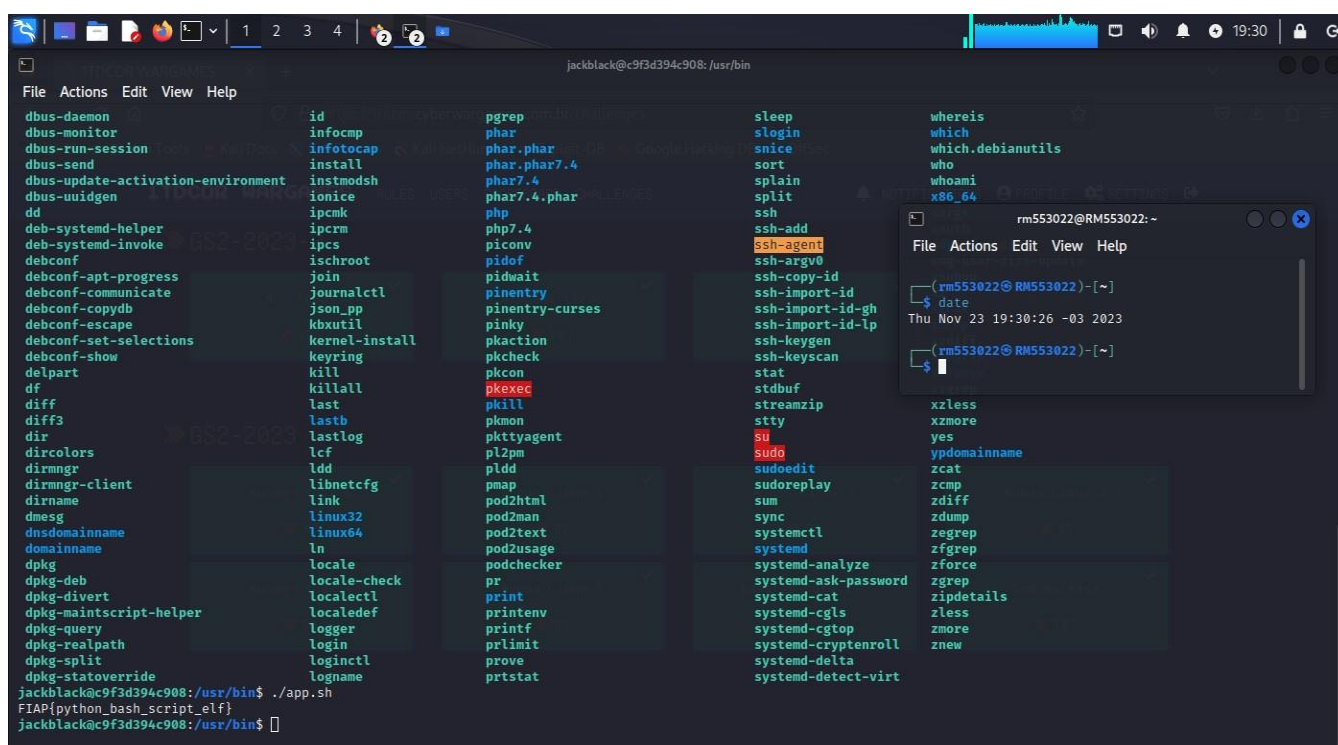 1 2 3 4 2 2 19:30
jackblack@c9f3d394c908: /usr/bin
File Actions Edit View Help
dbus-daemon id pgrep sleep whereis
dbus-monitor infocmp phar slogin which
dbus-run-session infotocap phar.phar snice which.debianutils
dbus-send install phar.phar7.4 sort who
dbus-update-activation-environment instmodsh phar7.4 splain whoami
dbus-uuidgen ionice phar7.4.phar split x86_64
dd ipcmk php ssh
deb-systemd-helper ipcrm php7.4 ssh-add
deb-systemd-invoke ipcs piconv ssh-agent
debconf ischroot pidof ssh-argv0
debconf-apt-progress join pidwait ssh-copy-id
debconf-communicate journalctl pinentry ssh-import-id
debconf-copydb json_pp pinentry-curses ssh-import-id-gh
debconf-escape kbxutil pinky ssh-import-id-lp
debconf-set-selections kernel-install pkaction ssh-keygen
debconf-show keyring pkcheck ssh-keyscan
delpart kill pkcon stat
df killall pkexec stdbuf
diff last pkill streamzip xzless
diff3 lastb pkmon stty xzmore
dir lastlog pkttyagent su yes
dircolors lcf pl2pm sudo ypdomainname
dirmngr ldd pldd sudoedit zcat
dirmngr-client libnetcfg pmap sudoreplay zcmp
dirname link pod2html sum zdiff
dmesg linux32 pod2man sync zdump
dnsdomainname linux64 pod2text systemctl zegrep
domainname ln pod2usage systemd zfgrep
dpkg locale podchecker systemd-analyze zforce
dpkg-deb locale-check pr systemd-ask-password zgrep
dpkg-divert localectl print systemd-cat zipdetails
dpkg-maintscript-helper localedef printenv systemd-cgls zless
dpkg-query logger printf systemd-cgtop zmore
dpkg-realpath login prlimit systemd-cryptenroll znew
dpkg-split loginctl prove systemd-delta
dpkg-statoverride logname prtstat systemd-detect-virt
jackblack@c9f3d394c908:/usr/bin$ ./app.sh
FIAP{python_bash_script_elf}
jackblack@c9f3d394c908:/usr/bin$
rm553022@RM553022: ~
File Actions Edit View Help
(rm553022㉿RM553022)-[~]
$ date
Thu Nov 23 19:30:26 -03 2023
(rm553022㉿RM553022)-[~]
$